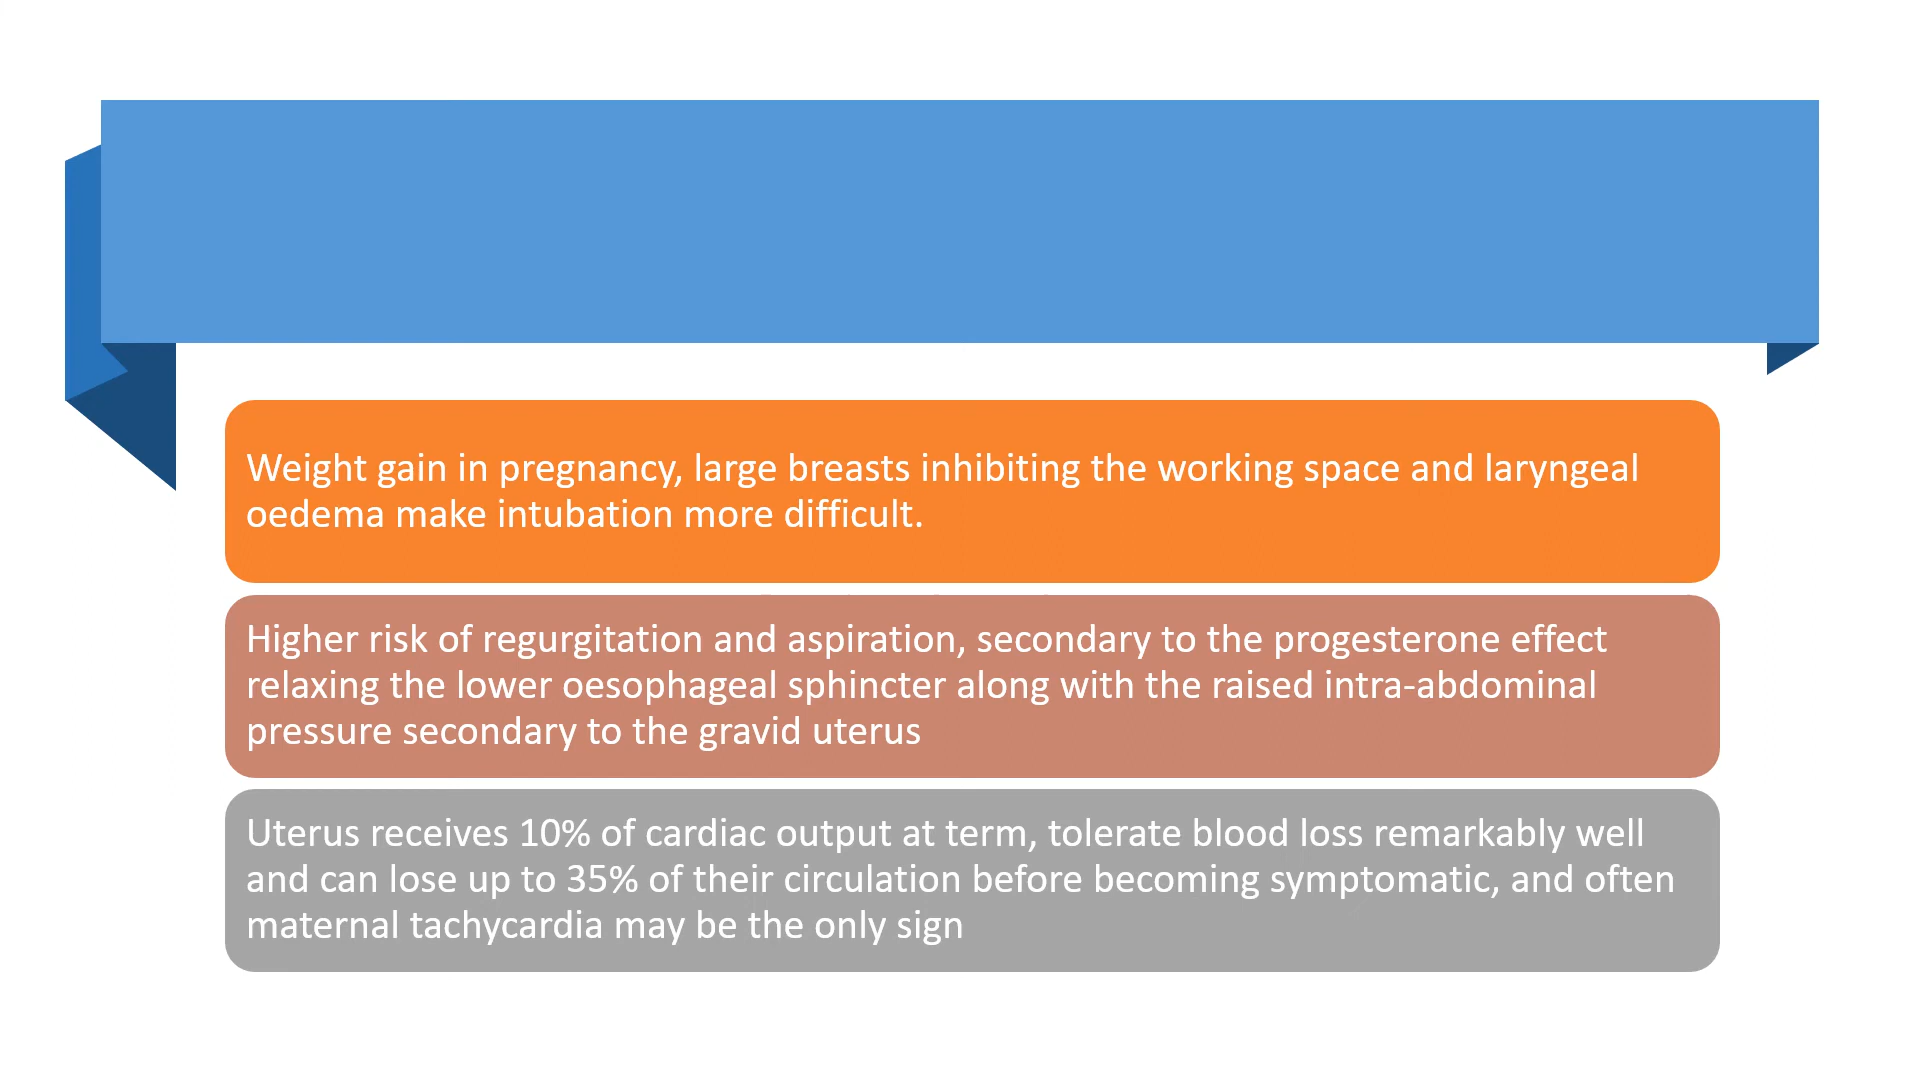 Weight gain in pregnancy, large breasts inhibiting the working space and laryngeal
oedema make intubation more difficult.
Higher risk of regurgitation and aspiration, secondary to the progesterone effect
relaxing the lower oesophageal sphincter along with the raised intra-abdominal
pressure secondary to the gravid uterus
Uterus receives 10% of cardiac output at term, tolerate blood loss remarkably well
and can lose up to 35% of their circulation before becoming symptomatic, and often
maternal tachycardia may be the only sign